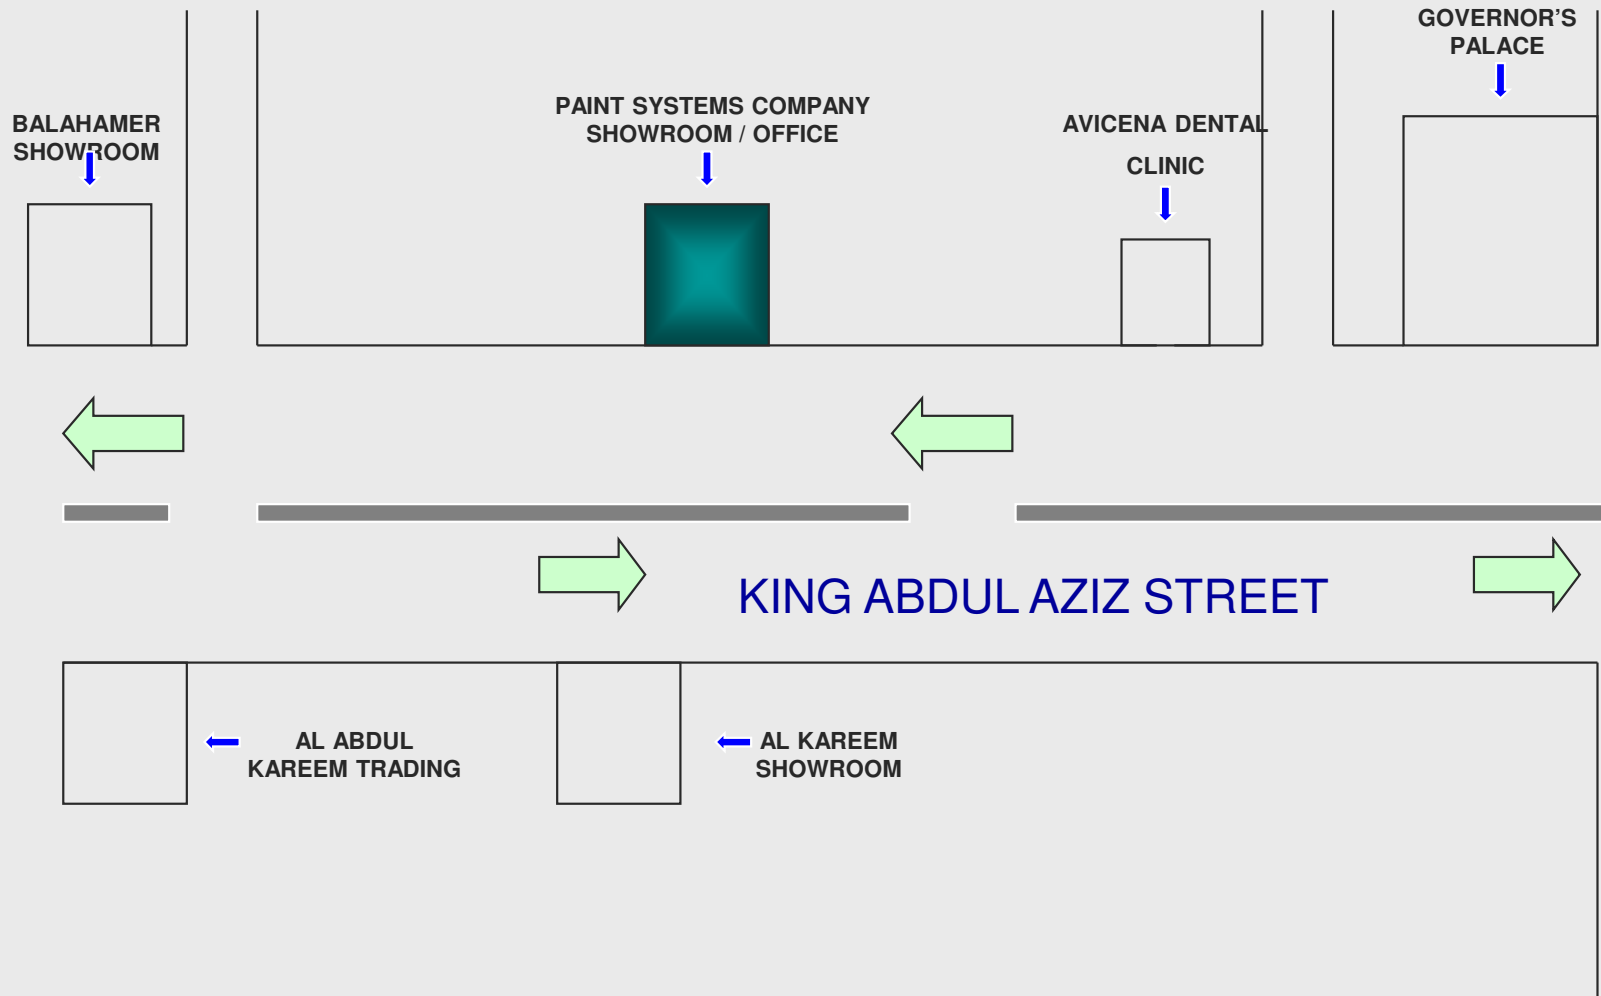 GOVERNOR'S
PALACE
BALAHAMER
SHOWROOM
PAINT SYSTEMS COMPANY
SHOWROOM / OFFICE
AVICENA DENTAL
CLINIC
KING ABDUL AZIZ STREET
AL ABDUL
KAREEM TRADING
AL KAREEM
SHOWROOM